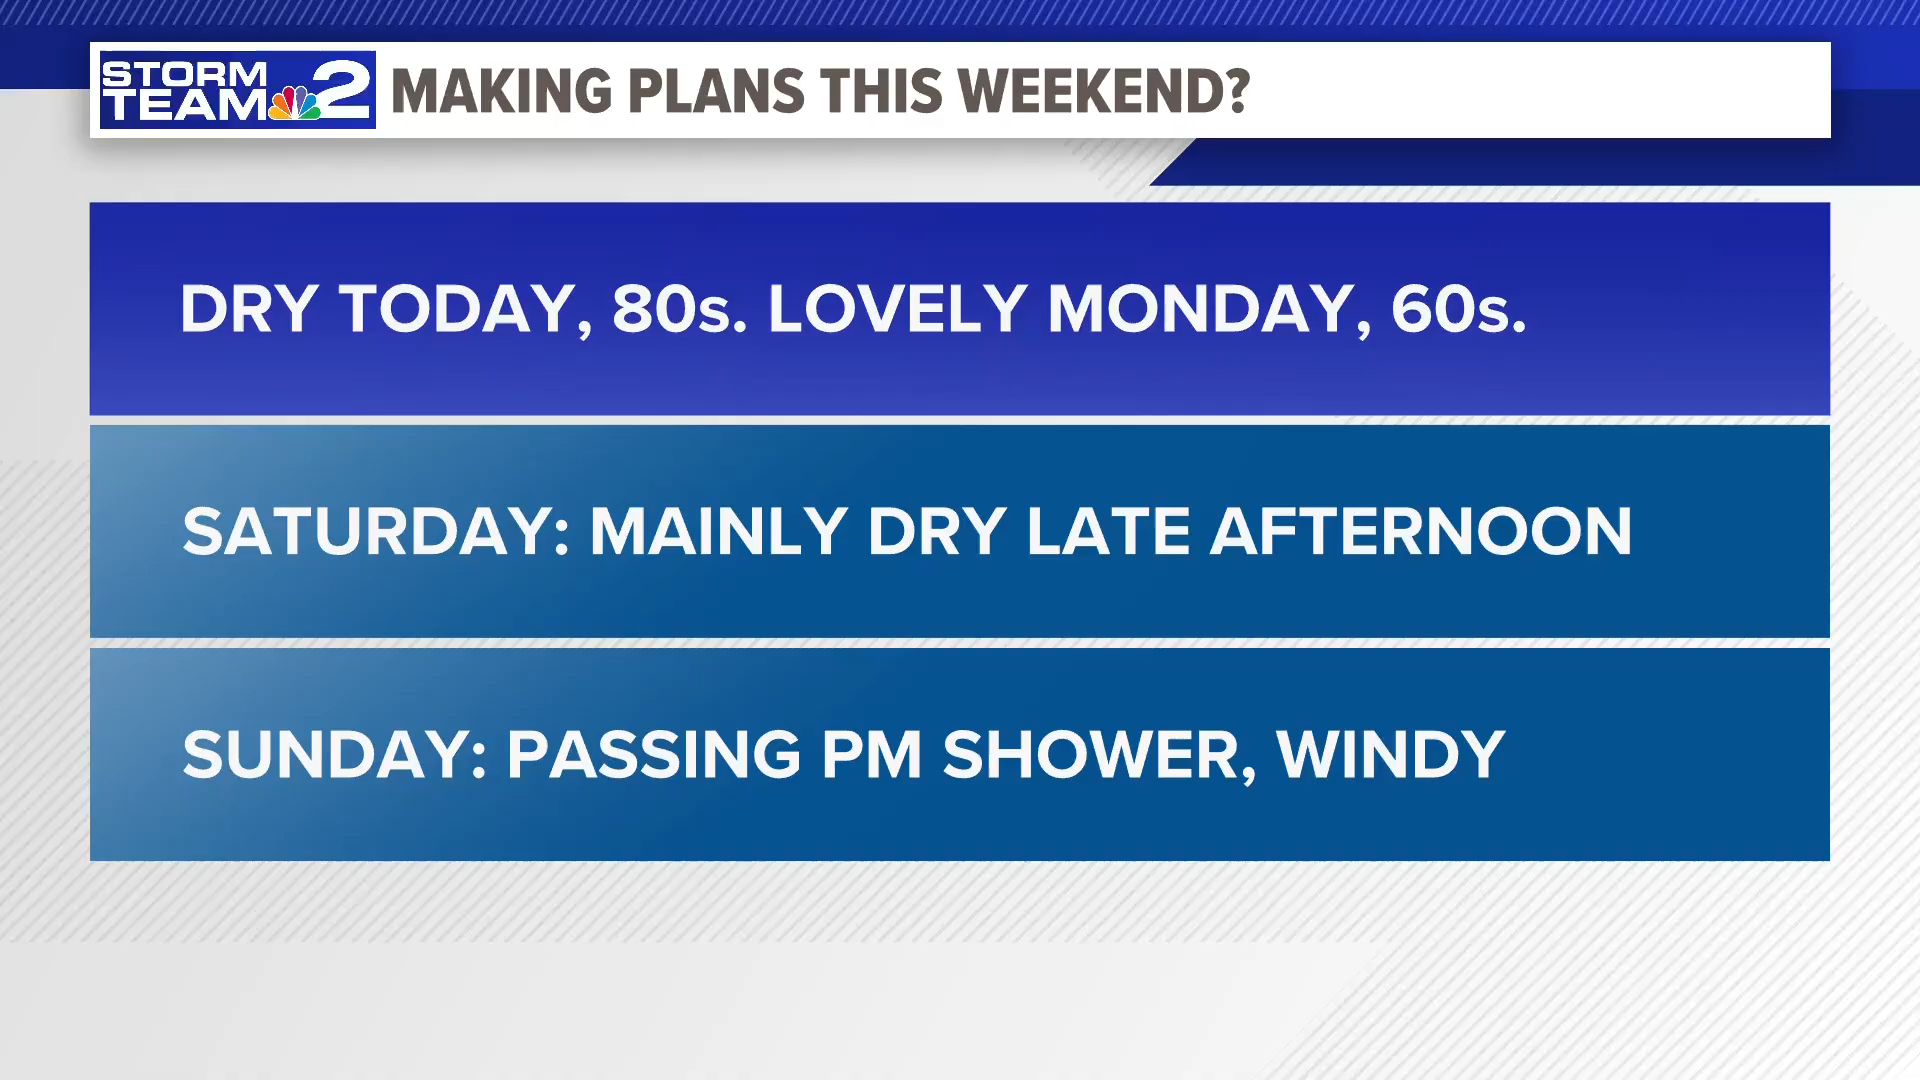 STORM TEAM 2
MAKING PLANS THIS WEEKEND?
DRY TODAY, 80s. LOVELY MONDAY, 60s.
SATURDAY: MAINLY DRY LATE AFTERNOON
SUNDAY: PASSING PM SHOWER, WINDY